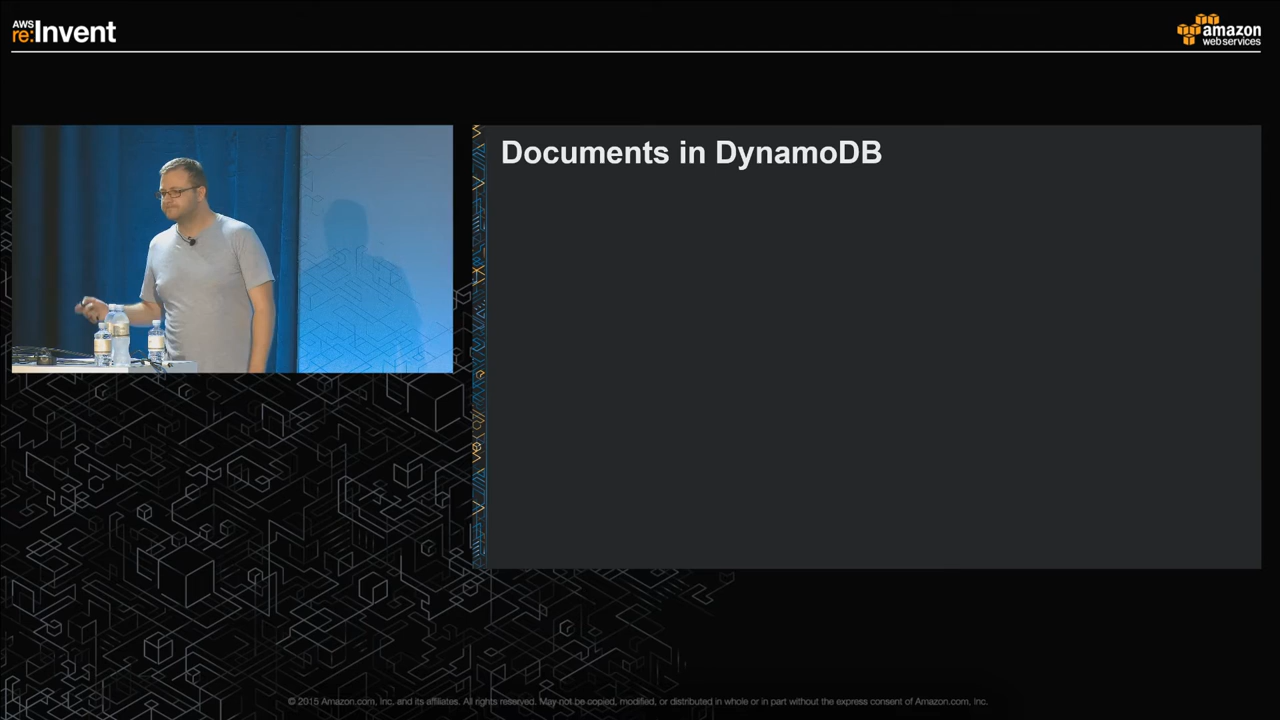 AWS
re:Invent
amazon
web services
Documents in DynamoDB
© 2015 Amazon.com, Inc. and its affiliates. All rights reserved. May not be copied, modified, or distributed in whole or in part without the express consent of Amazon.com, Inc.